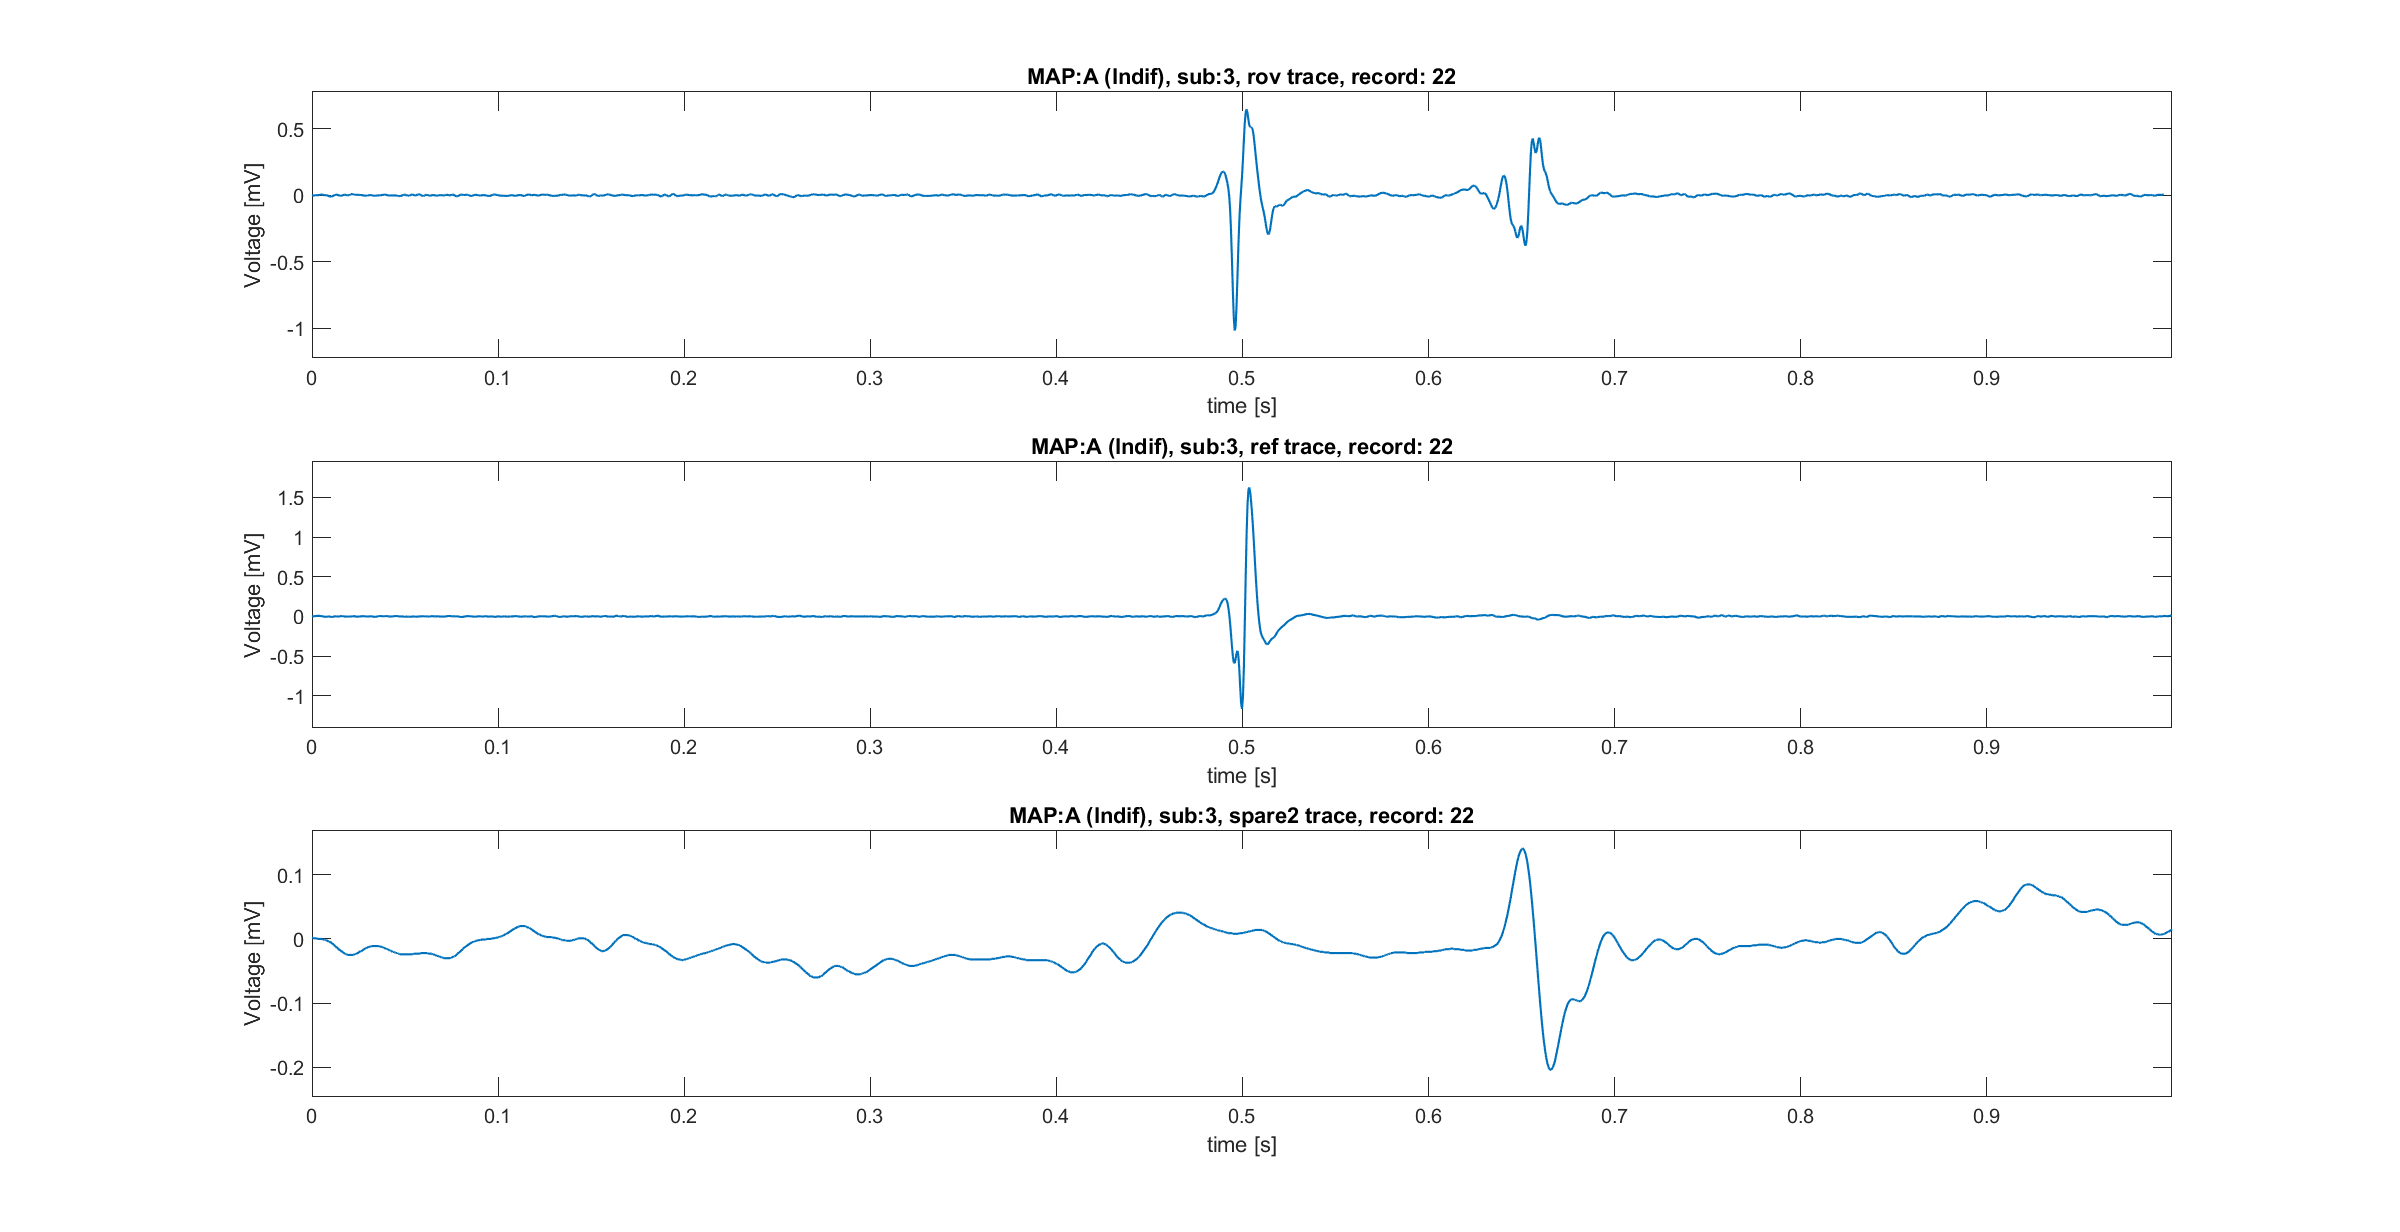 MAP:A (Indif), sub:3, rov trace, record: 22
Voltage [mV]
0.5
0
-0.5
-1
0 0.1 0.2 0.3 0.4 0.5 0.6 0.7 0.8 0.9
time [s]
MAP:A (Indif), sub:3, ref trace, record: 22
Voltage [mV]
1.5
1
0.5
0
-0.5
-1
0 0.1 0.2 0.3 0.4 0.5 0.6 0.7 0.8 0.9
time [s]
MAP:A (Indif), sub:3, spare2 trace, record: 22
Voltage [mV]
0.1
0
-0.1
-0.2
0 0.1 0.2 0.3 0.4 0.5 0.6 0.7 0.8 0.9
time [s]